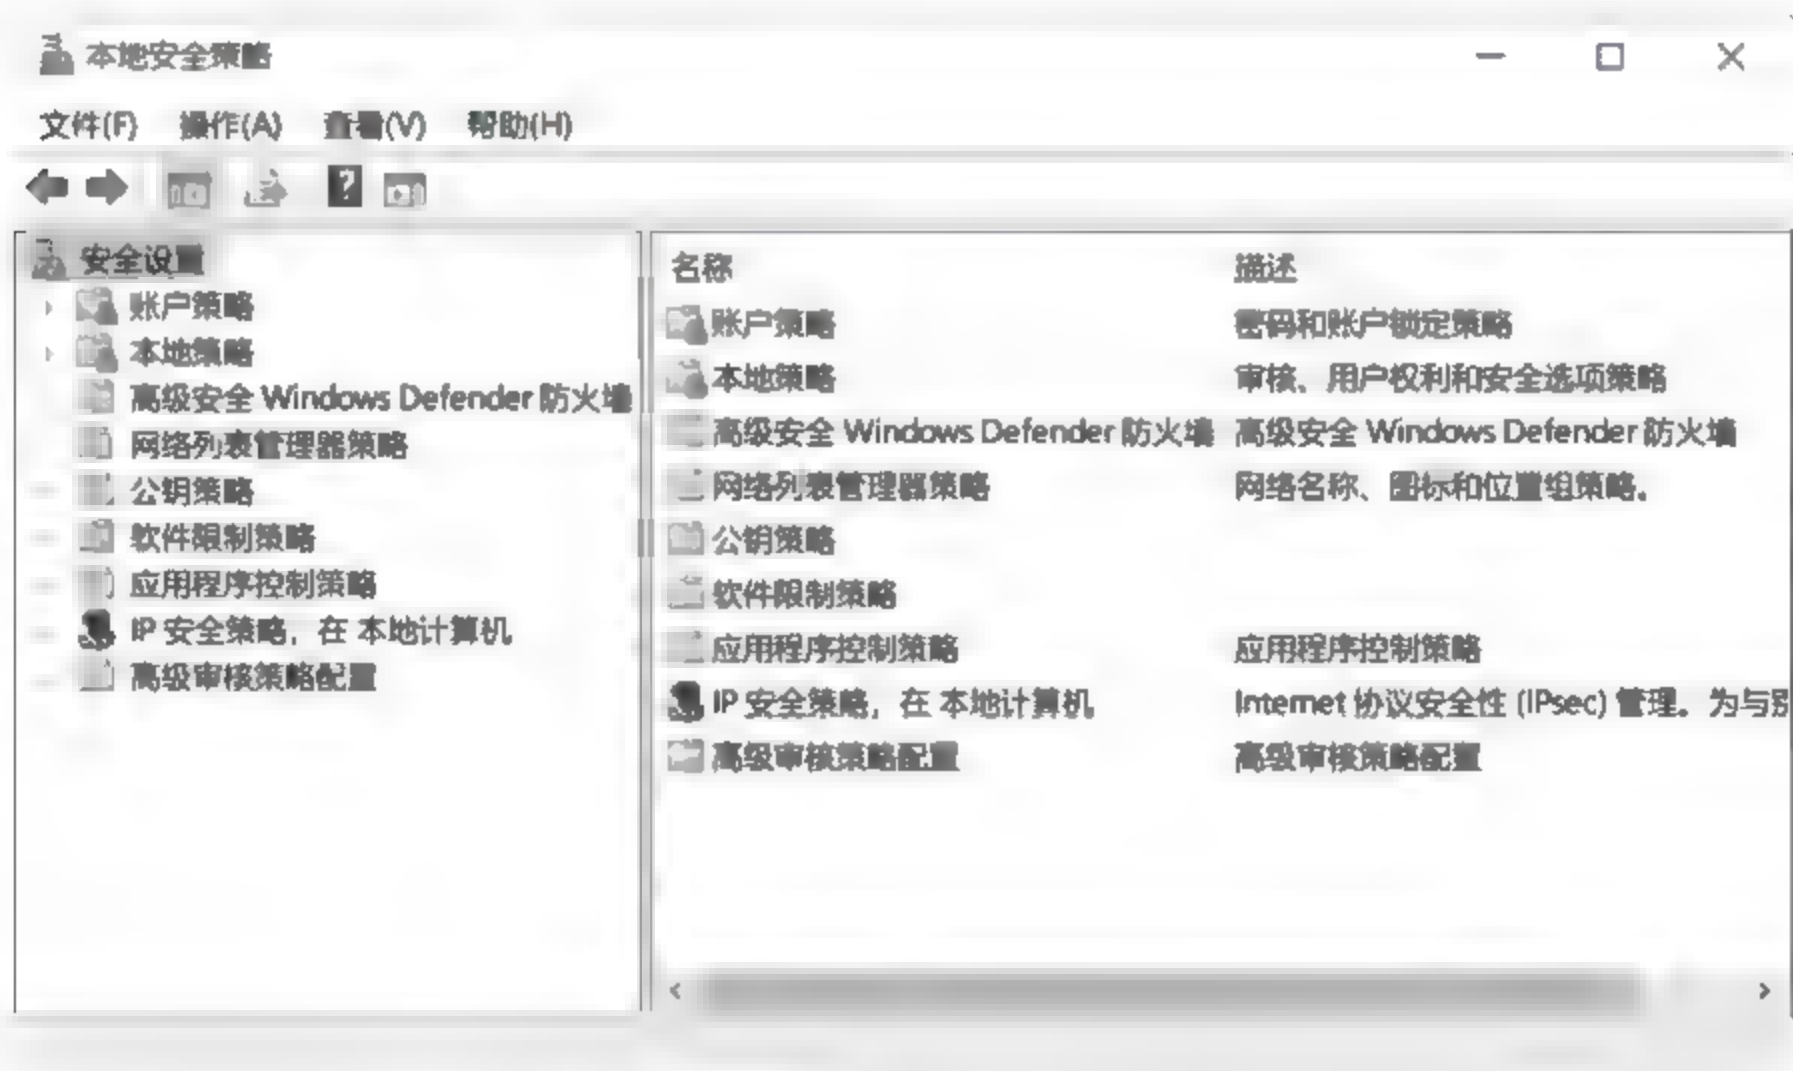 本地安全策略
文件(F) 操作(A) 查看(V) 帮助(H)
安全设置
账户策略
本地策略
高级安全 Windows Defender 防火墙
网络列表管理器策略
公钥策略
软件限制策略
应用程序控制策略
IP 安全策略，在 本地计算机
高级审核策略配置
名称 描述
账户策略 密码和账户锁定策略
本地策略 审核、用户权利和安全选项策略
高级安全 Windows Defender 防火墙 高级安全 Windows Defender 防火墙
网络列表管理器策略 网络名称、图标和位置组策略。
公钥策略
软件限制策略
应用程序控制策略 应用程序控制策略
IP 安全策略，在 本地计算机 Internet 协议安全性 (IPsec) 管理。为与别
高级审核策略配置 高级审核策略配置